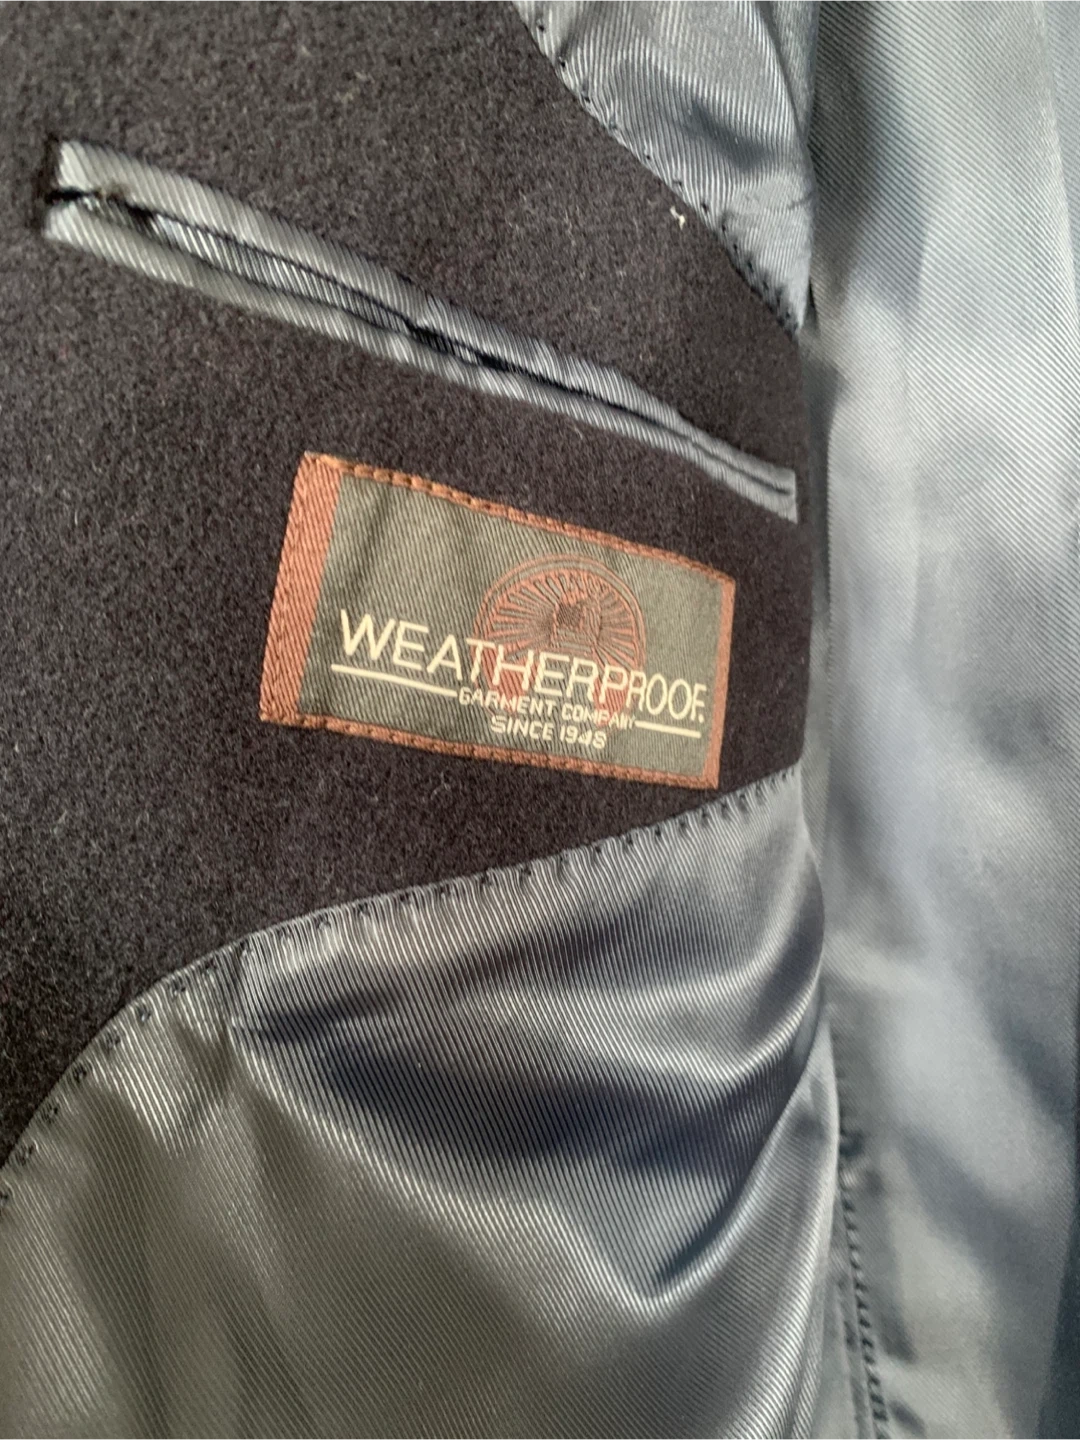 WEATHERPROOF.
GARMENT COMPANY
SINCE 1948